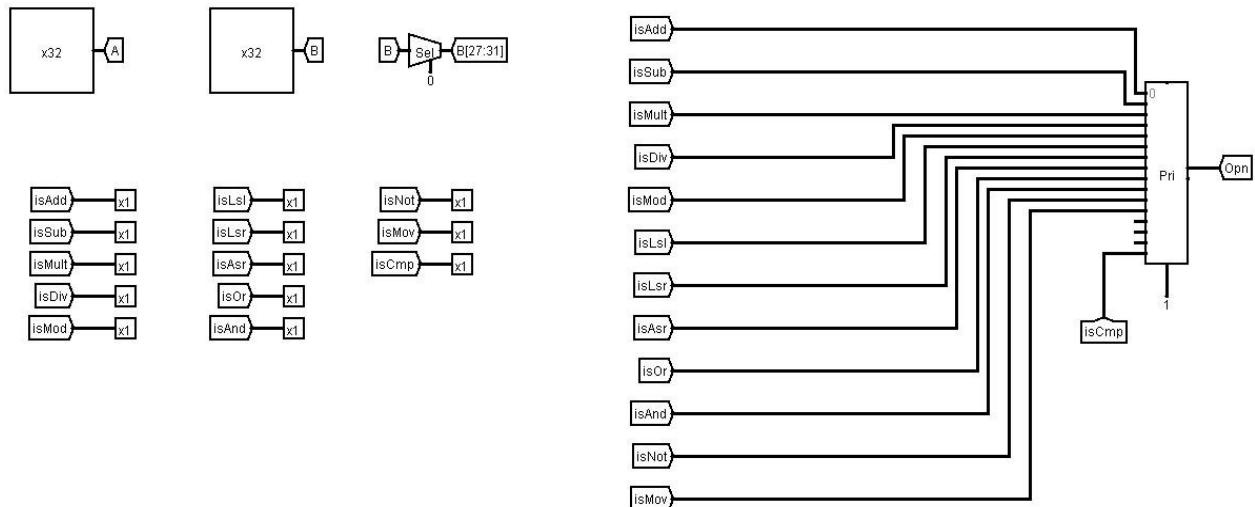 x32
A
x32
B
B
Sel
B[27:31]
0
isAdd
x1
isSub
x1
isMult
x1
isDiv
x1
isMod
x1
isLsl
x1
isLsr
x1
isAsr
x1
isOr
x1
isAnd
x1
isNot
x1
isMov
x1
isCmp
x1
isAdd
isSub
isMult
isDiv
isMod
isLsl
isLsr
isAsr
isOr
isAnd
isNot
isMov
0
Pri
Opn
1
isCmp